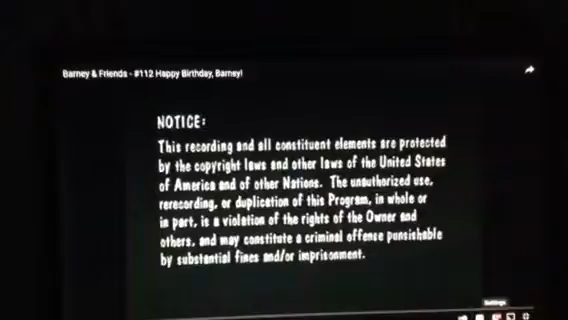 Barney & Friends - #112 Happy Birthday, Barney!
NOTICE:
This recording and all constituent elements are protected
by the copyright laws and other laws of the United States
of America and of other Nations. The unauthorized use,
rerecording, or duplication of this Program, in whole or
in part, is a violation of the rights of the Owner and
others, and may constitute a criminal offense punishable
by substantial fines and/or imprisonment.
Settings